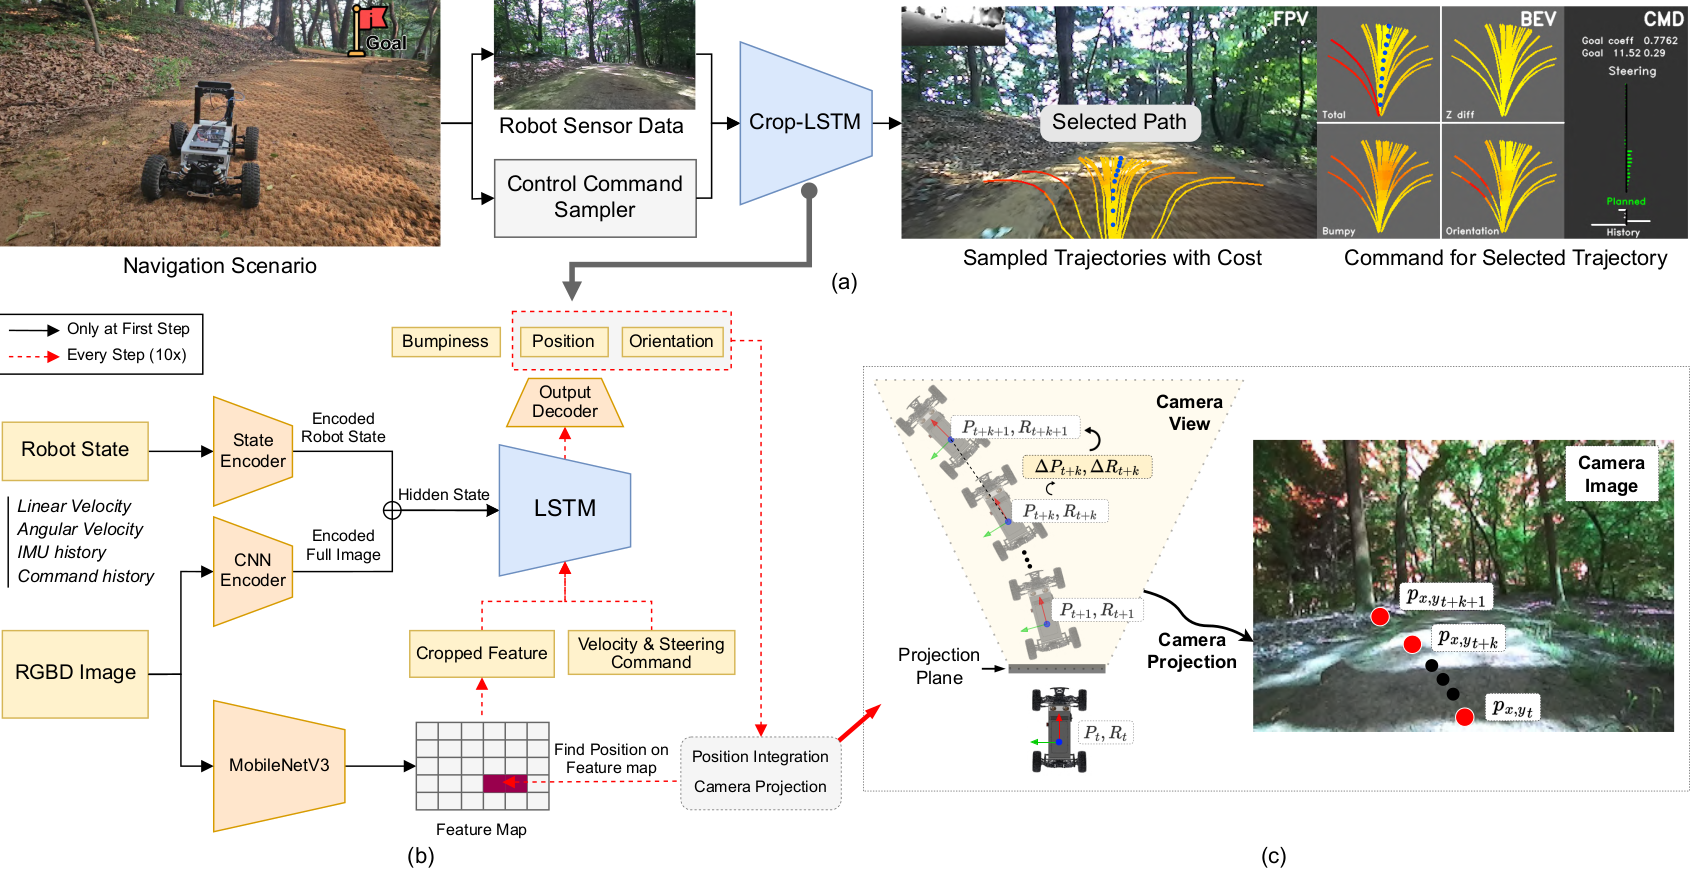 Goal
Navigation Scenario
Robot Sensor Data
Control Command
Sampler
Crop-LSTM
FPV
Selected Path
Sampled Trajectories with Cost
BEV
Total
Z diff
Bumpy
Orientation
CMD
Goal coeff 0.7762
Goal 11.52 0.29
Steering
Planned
History
Command for Selected Trajectory
(a)
Only at First Step
Every Step (10x)
Bumpiness
Position
Orientation
Output
Decoder
Robot State
Linear Velocity
Angular Velocity
IMU history
Command history
RGBD Image
State
Encoder
CNN
Encoder
Encoded
Robot State
Encoded
Full Image
Hidden State
LSTM
Cropped Feature
Velocity & Steering
Command
MobileNetV3
Feature Map
Find Position on
Feature map
Position Integration
Camera Projection
(b)
Camera
View
P_{t+k+1}, R_{t+k+1}
ΔP_{t+k}, ΔR_{t+k}
P_{t+k}, R_{t+k}
P_{t+1}, R_{t+1}
Projection
Plane
P_t, R_t
Camera
Projection
Camera
Image
p_{x,y_{t+k+1}}
p_{x,y_{t+k}}
p_{x,y_t}
(c)